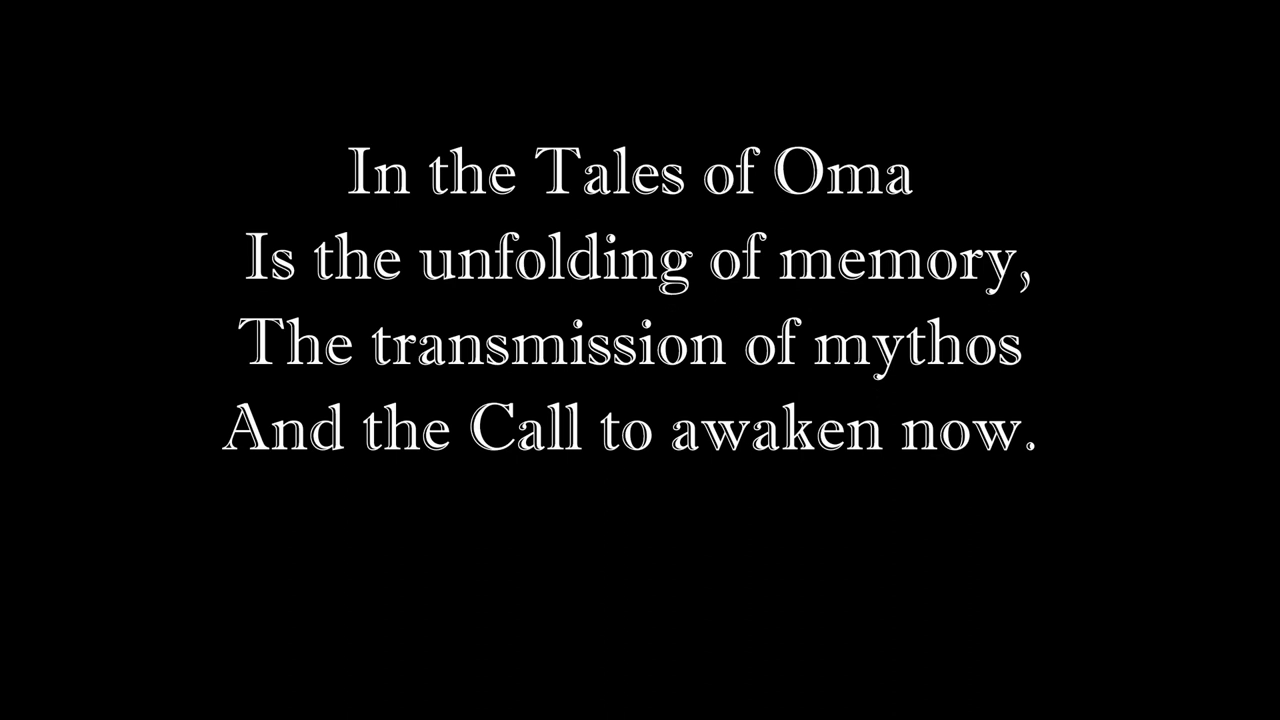 In the Tales of Oma
Is the unfolding of memory,
The transmission of mythos
And the Call to awaken now.